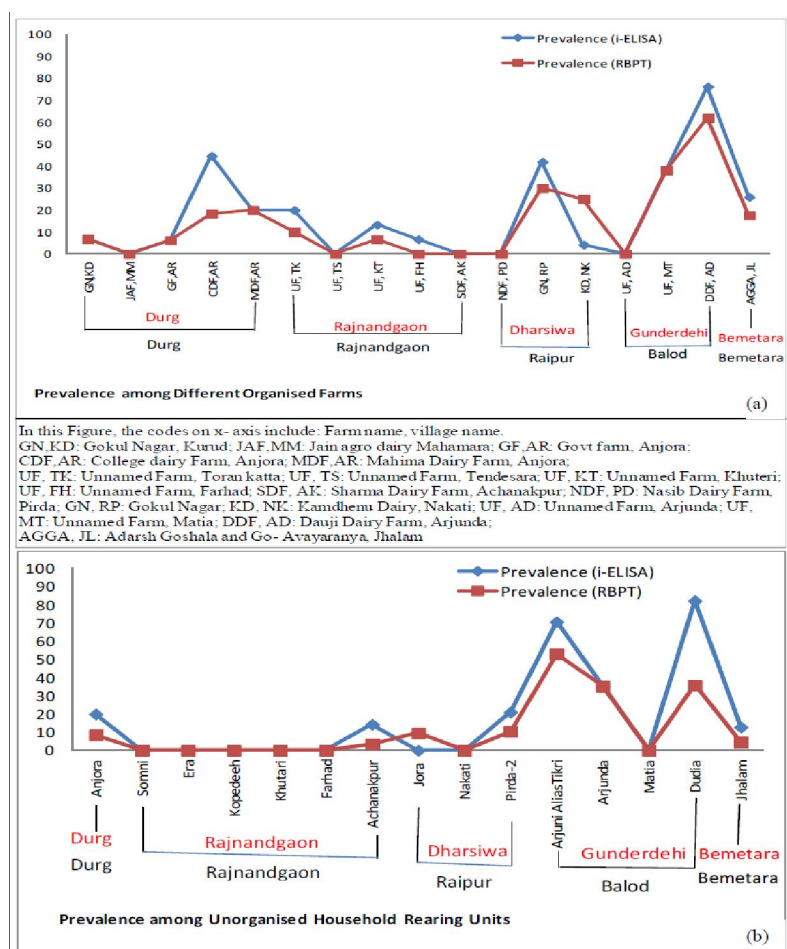 100
90
80
70
60
50
40
30
20
10
0
Prevalence (i-ELISA)
Prevalence (RBPT)
GN,KD
JAF,MM
GF,AR
CDF,AR
MDF,AR
UF, TK
UF, TS
UF, KT
UF, FH
SDF, AK
NDF, PD
GN, RP
KD, NK
UF, AD
UF, MT
DDF, AD
AGGA, JL
Durg
Rajnandgaon
Dharsiwa
Gunderdehi
Bemetara
Durg
Rajnandgaon
Raipur
Balod
Bemetara
Prevalence among Different Organised Farms
(a)
In this Figure, the codes on x- axis include: Farm name, village name.
GN,KD: Gokul Nagar, Kurud; JAF,MM: Jain agro dairy Mahamara; GF,AR: Govt farm, Anjora;
CDF,AR: College dairy Farm, Anjora; MDF,AR: Mahima Dairy Farm, Anjora;
UF, TK: Unnamed Farm, Toran katta; UF, TS: Unnamed Farm, Tendesara; UF, KT: Unnamed Farm, Khuteri;
UF, FH: Unnamed Farm, Farhad; SDF, AK: Sharma Dairy Farm, Achanakpur; NDF, PD: Nasib Dairy Farm,
Pirda; GN, RP: Gokul Nagar; KD, NK: Kamdhenu Dairy, Nakati; UF, AD: Unnamed Farm, Arjunda; UF,
MT: Unnamed Farm, Matia; DDF, AD: Dauji Dairy Farm, Arjunda;
AGGA, JL: Adarsh Goshala and Go- Avayaranya, Jhalam
100
90
80
70
60
50
40
30
20
10
0
Prevalence (i-ELISA)
Prevalence (RBPT)
Anjora
Somni
Era
Kopedeeh
Khutari
Farhad
Achanakpur
Jora
Nakati
Pirda-2
Arjuni AliasTikri
Arjunda
Matia
Dudia
Jhalam
Durg
Rajnandgaon
Dharsiwa
Gunderdehi
Bemetara
Durg
Rajnandgaon
Raipur
Balod
Bemetara
Prevalence among Unorganised Household Rearing Units
(b)